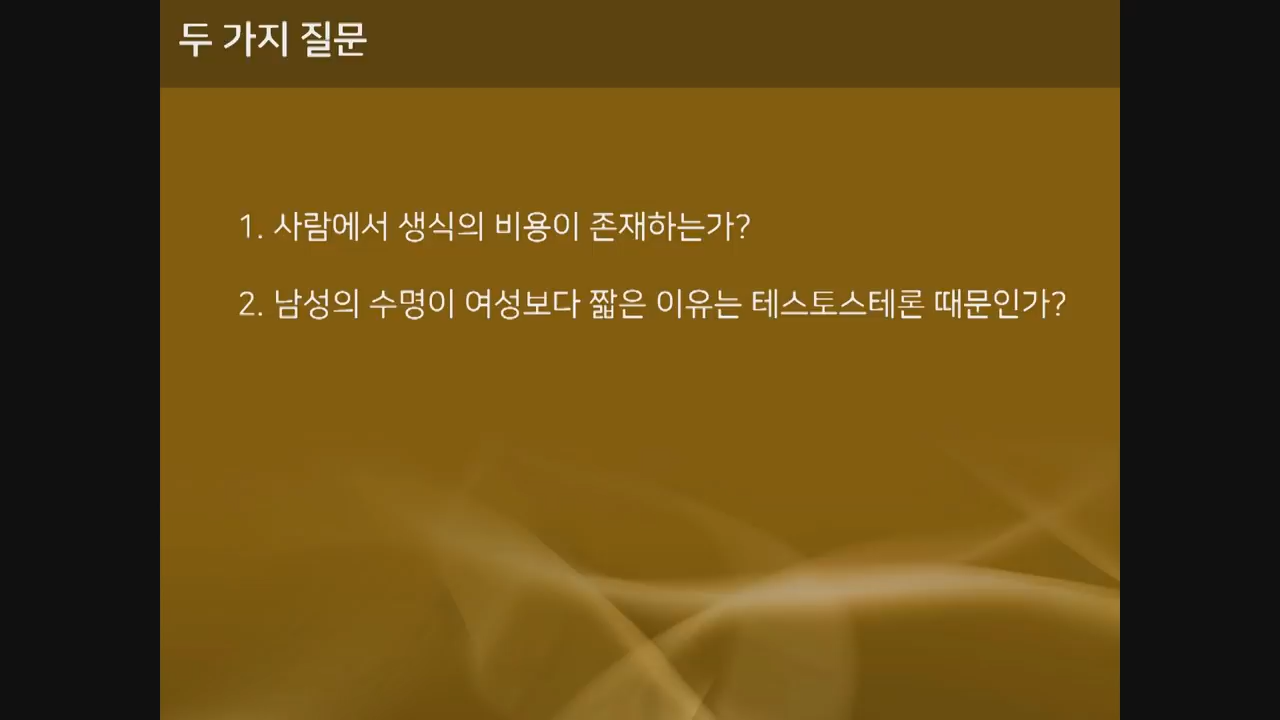 두 가지 질문
1. 사람에서 생식의 비용이 존재하는가?
2. 남성의 수명이 여성보다 짧은 이유는 테스토스테론 때문인가?